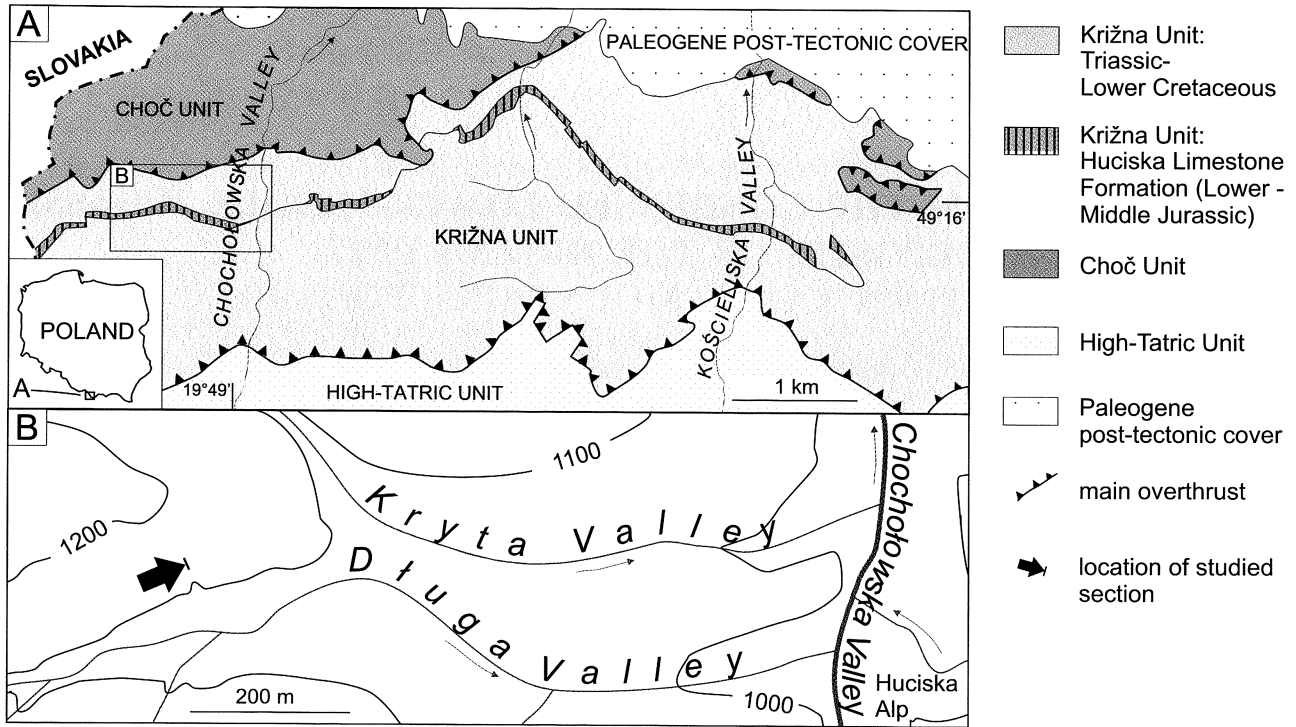 A
SLOVAKIA
CHOČ UNIT
CHOCHOŁOWSKA VALLEY
PALEOGENE POST-TECTONIC COVER
B
KRIŽNA UNIT
KOŚCIELISKA VALLEY
49°16'
POLAND
A
19°49'
HIGH-TATRIC UNIT
1 km
B
1100
1200
Kryta Valley
Długa Valley
Chochołowska Valley
200 m
1000
Huciska
Alp
Križna Unit:
Triassic-
Lower Cretaceous
Križna Unit:
Huciska Limestone
Formation (Lower -
Middle Jurassic)
Choč Unit
High-Tatric Unit
Paleogene
post-tectonic cover
main overthrust
location of studied
section